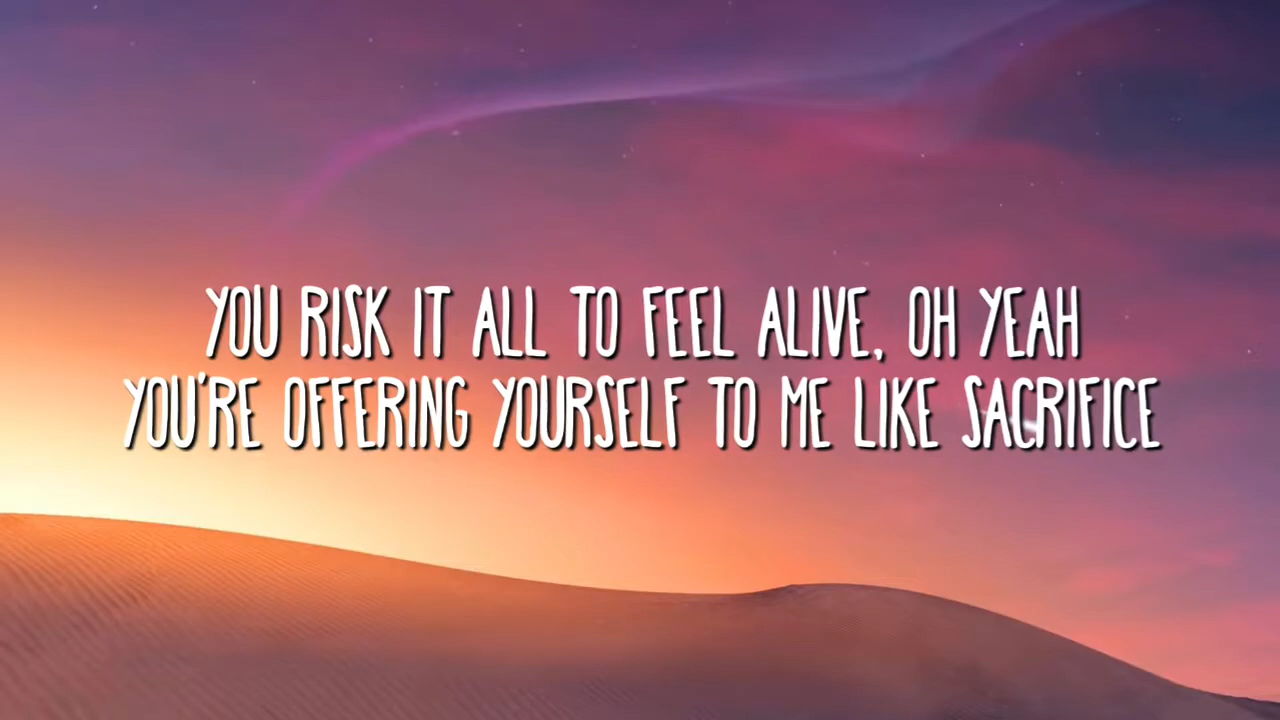 YOU RISK IT ALL TO FEEL ALIVE, OH YEAH
YOU'RE OFFERING YOURSELF TO ME LIKE SACRIFICE